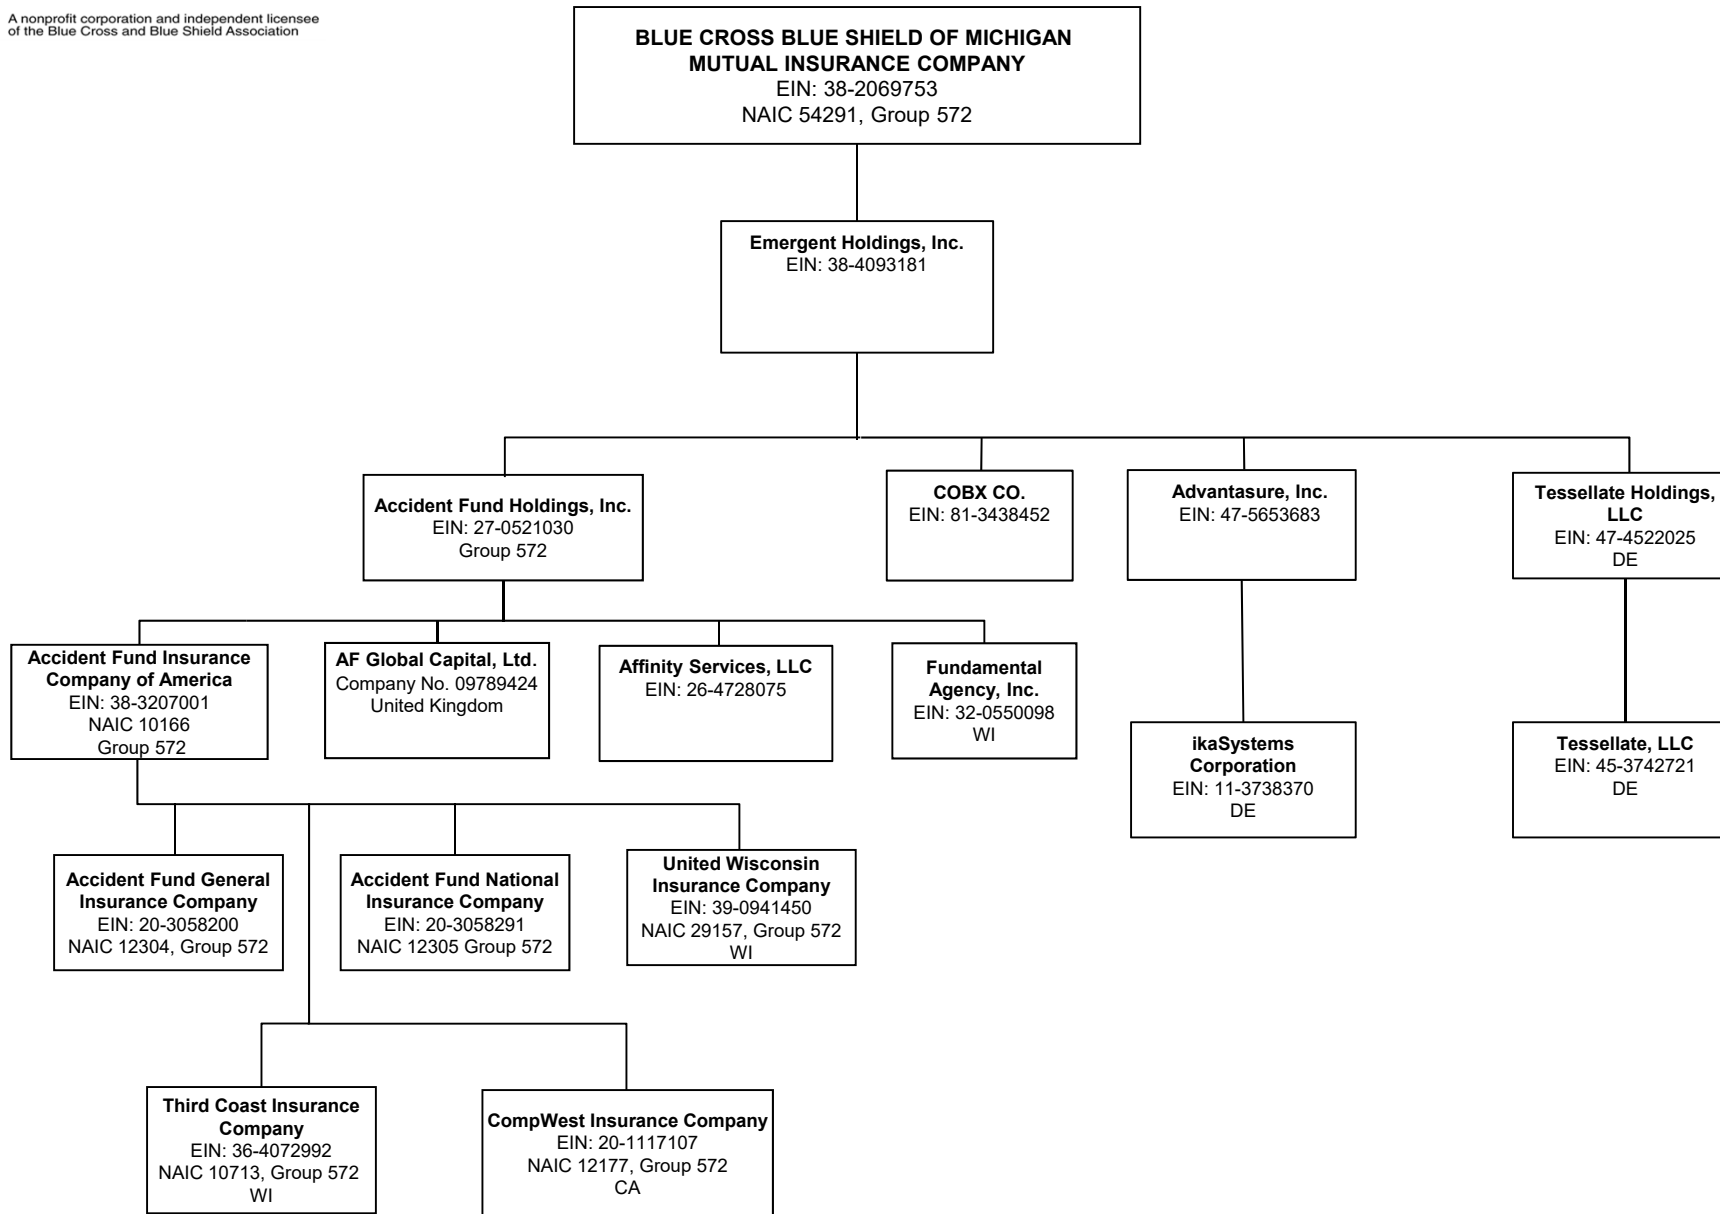 A nonprofit corporation and independent licensee
of the Blue Cross and Blue Shield Association
BLUE CROSS BLUE SHIELD OF MICHIGAN
MUTUAL INSURANCE COMPANY
EIN: 38-2069753
NAIC 54291, Group 572
Emergent Holdings, Inc.
EIN: 38-4093181
Accident Fund Holdings, Inc.
EIN: 27-0521030
Group 572
COBX CO.
EIN: 81-3438452
Advantasure, Inc.
EIN: 47-5653683
Tessellate Holdings,
LLC
EIN: 47-4522025
DE
Accident Fund Insurance
Company of America
EIN: 38-3207001
NAIC 10166
Group 572
AF Global Capital, Ltd.
Company No. 09789424
United Kingdom
Affinity Services, LLC
EIN: 26-4728075
Fundamental
Agency, Inc.
EIN: 32-0550098
WI
ikaSystems
Corporation
EIN: 11-3738370
DE
Tessellate, LLC
EIN: 45-3742721
DE
Accident Fund General
Insurance Company
EIN: 20-3058200
NAIC 12304, Group 572
Accident Fund National
Insurance Company
EIN: 20-3058291
NAIC 12305 Group 572
United Wisconsin
Insurance Company
EIN: 39-0941450
NAIC 29157, Group 572
WI
Third Coast Insurance
Company
EIN: 36-4072992
NAIC 10713, Group 572
WI
CompWest Insurance Company
EIN: 20-1117107
NAIC 12177, Group 572
CA